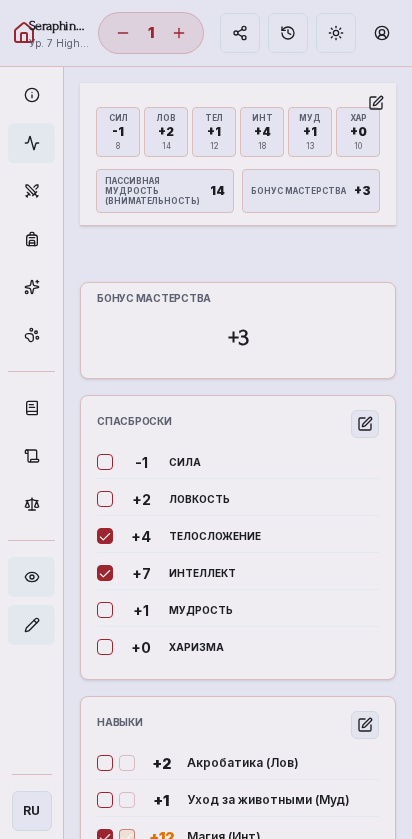 Seraphin...
Ур. 7 High...
1
СИЛ ЛОВ ТЕЛ ИНТ МУД ХАР
-1 +2 +1 +4 +1 +0
8 14 12 18 13 10
ПАССИВНАЯ
МУДРОСТЬ
(ВНИМАТЕЛЬНОСТЬ)
14
БОНУС МАСТЕРСТВА +3
БОНУС МАСТЕРСТВА
+3
СПАСБРОСКИ
-1 СИЛА
+2 ЛОВКОСТЬ
+4 ТЕЛОСЛОЖЕНИЕ
+7 ИНТЕЛЛЕКТ
+1 МУДРОСТЬ
+0 ХАРИЗМА
НАВЫКИ
+2 Акробатика (Лов)
+1 Уход за животными (Муд)
+12 Магия (Инт)
RU